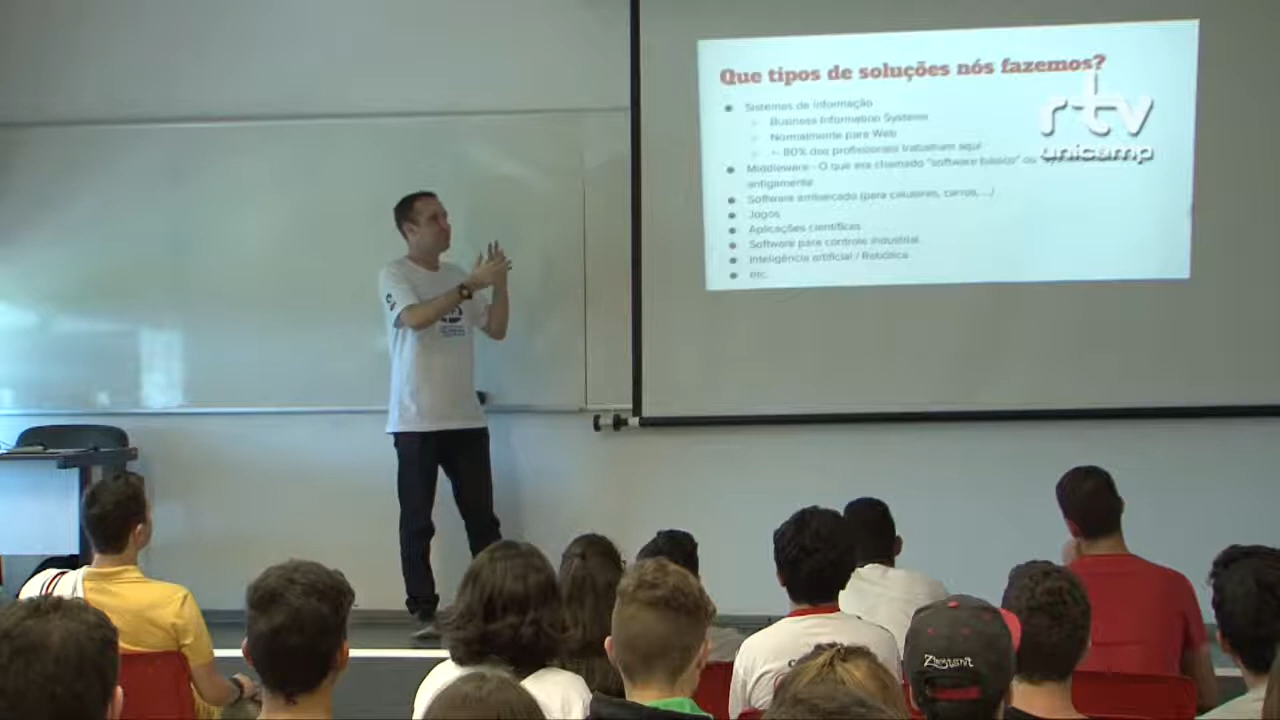 Que tipos de soluções nós fazemos?
Sistemas de informação
Business Information Systems
Normalmente para Web
+- 80% dos profissionais trabalham aqui
Middleware - O que era chamado "software básico" ou
antigamente
Software embarcado (para celulares, carros,...)
Jogos
Aplicações científicas
Software para controle industrial
Inteligência artificial / Robótica
etc.
rtv
unicamp